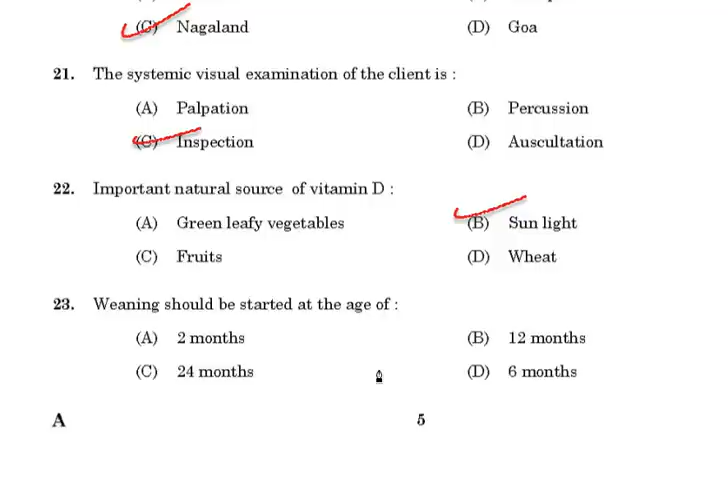 (C) Nagaland (D) Goa
21. The systemic visual examination of the client is :
(A) Palpation (B) Percussion
(C) Inspection (D) Auscultation
22. Important natural source of vitamin D :
(A) Green leafy vegetables (B) Sun light
(C) Fruits (D) Wheat
23. Weaning should be started at the age of :
(A) 2 months (B) 12 months
(C) 24 months (D) 6 months
A 5